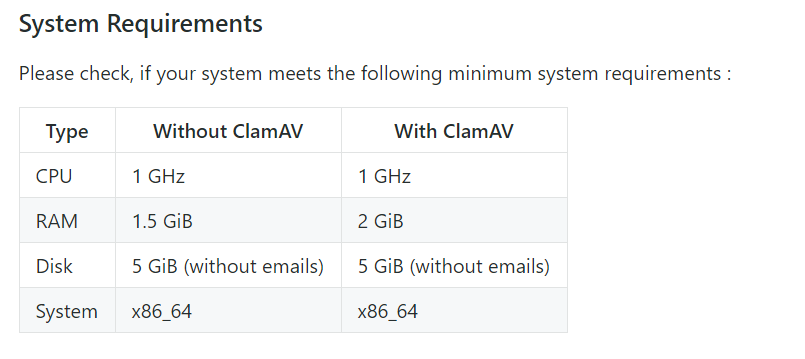 System Requirements
Please check, if your system meets the following minimum system requirements :
Type Without ClamAV With ClamAV
CPU 1 GHz 1 GHz
RAM 1.5 GiB 2 GiB
Disk 5 GiB (without emails) 5 GiB (without emails)
System x86_64 x86_64